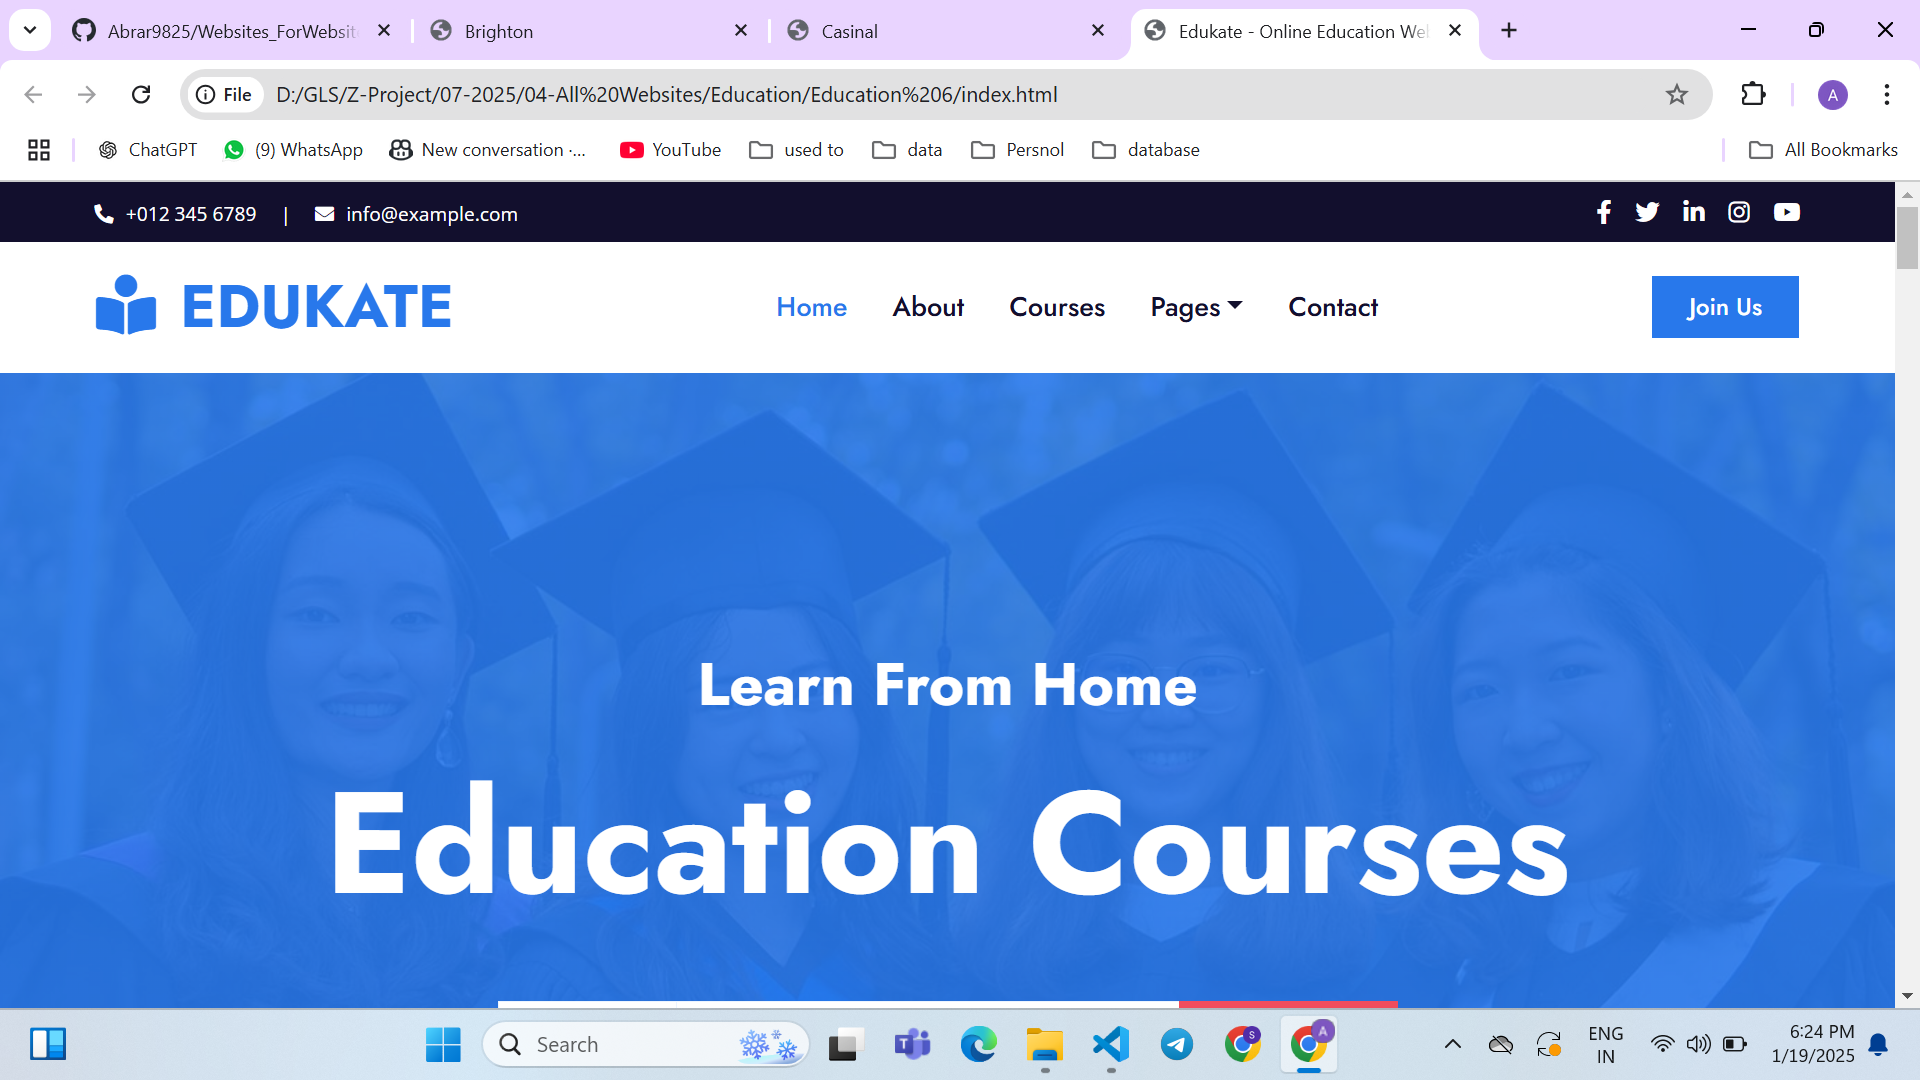 Abrar9825/Websites_ForWebsit
Brighton
Casinal
Edukate - Online Education We
File
D:/GLS/Z-Project/07-2025/04-All%20Websites/Education/Education%206/index.html
A
ChatGPT
(9) WhatsApp
New conversation ·...
YouTube
used to
data
Persnol
database
All Bookmarks
+012 345 6789 | info@example.com
EDUKATE
Home
About
Courses
Pages
Contact
Join Us
Learn From Home
Education Courses
Search
T
S
A
ENG
IN
6:24 PM
1/19/2025